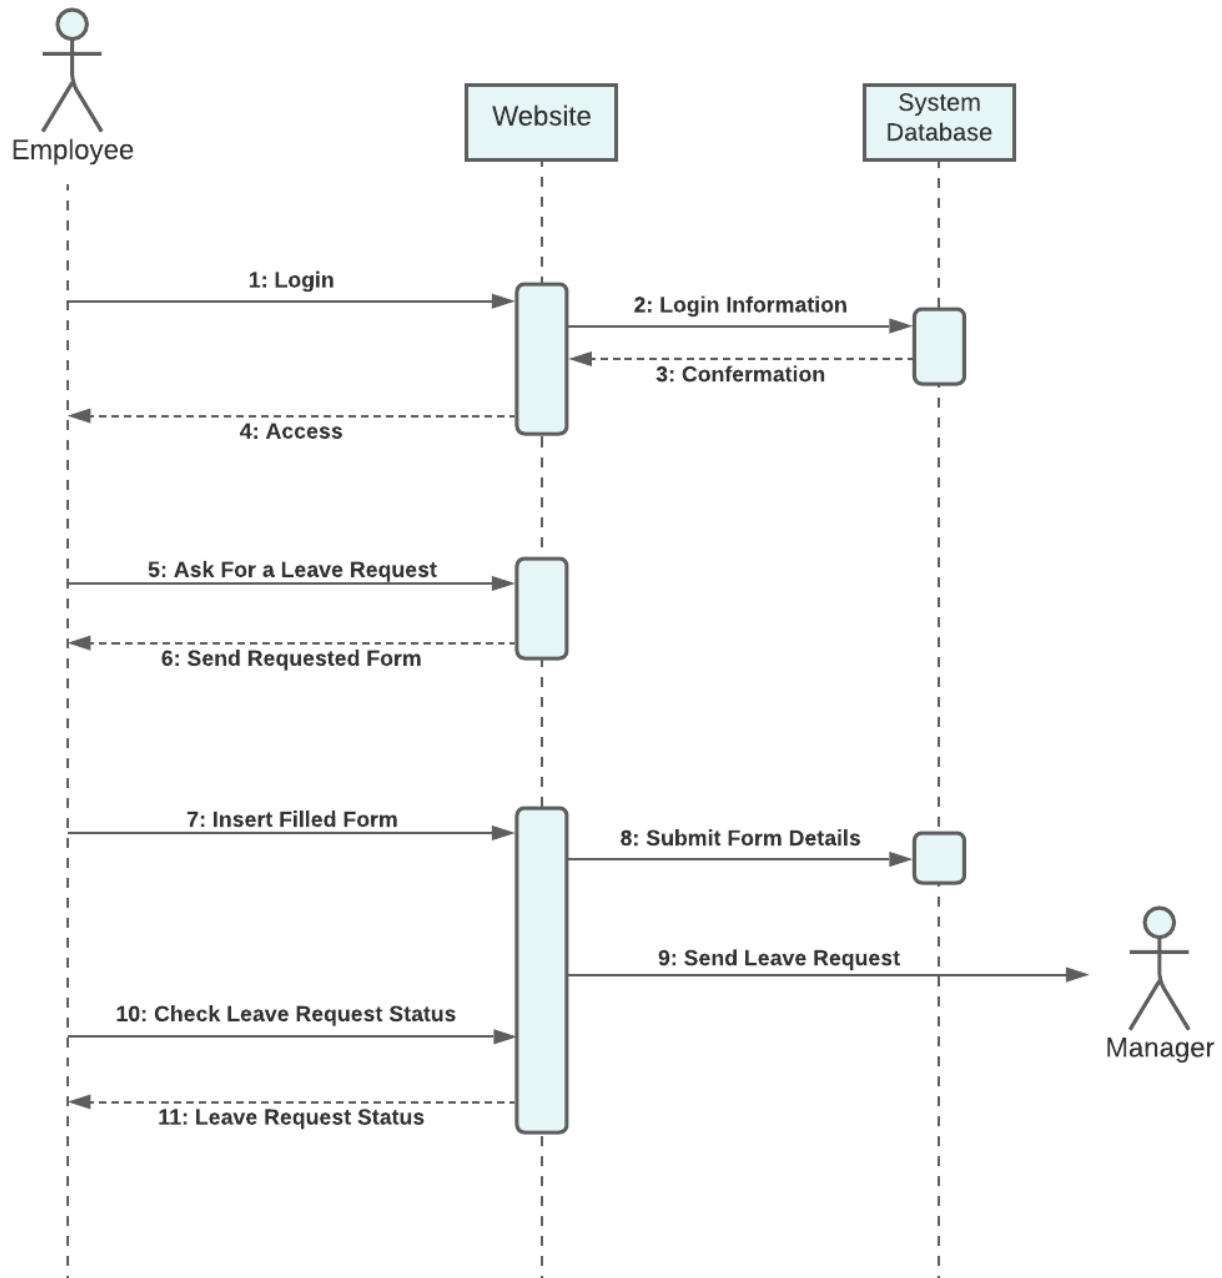 Employee
Website
System
Database
1: Login
2: Login Information
3: Confermation
4: Access
5: Ask For a Leave Request
6: Send Requested Form
7: Insert Filled Form
8: Submit Form Details
9: Send Leave Request
10: Check Leave Request Status
Manager
11: Leave Request Status